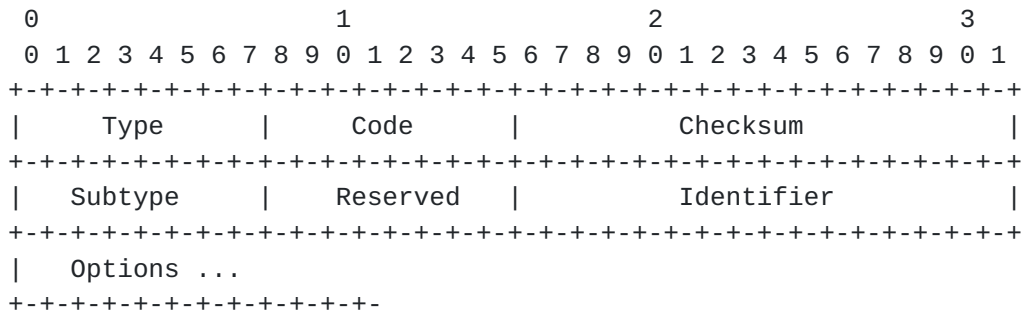 0                   1                   2                   3
 0 1 2 3 4 5 6 7 8 9 0 1 2 3 4 5 6 7 8 9 0 1 2 3 4 5 6 7 8 9 0 1
+-+-+-+-+-+-+-+-+-+-+-+-+-+-+-+-+-+-+-+-+-+-+-+-+-+-+-+-+-+-+-+-+
|     Type      |     Code      |          Checksum             |
+-+-+-+-+-+-+-+-+-+-+-+-+-+-+-+-+-+-+-+-+-+-+-+-+-+-+-+-+-+-+-+-+
|   Subtype     |    Reserved   |          Identifier           |
+-+-+-+-+-+-+-+-+-+-+-+-+-+-+-+-+-+-+-+-+-+-+-+-+-+-+-+-+-+-+-+-+
|   Options ...
+-+-+-+-+-+-+-+-+-+-+-+-